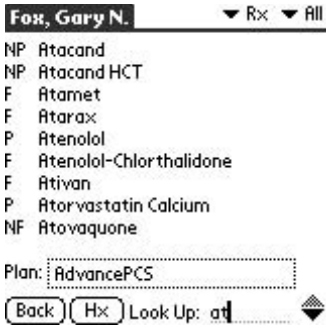 Fox, Gary N. Rx All
NP Atacand
NP Atacand HCT
F Atamet
F Atarax
P Atenolol
F Atenolol-Chlorthalidone
F Ativan
P Atorvastatin Calcium
NF Atovaquone
Plan: AdvancePCS
Back Hx Look Up: at